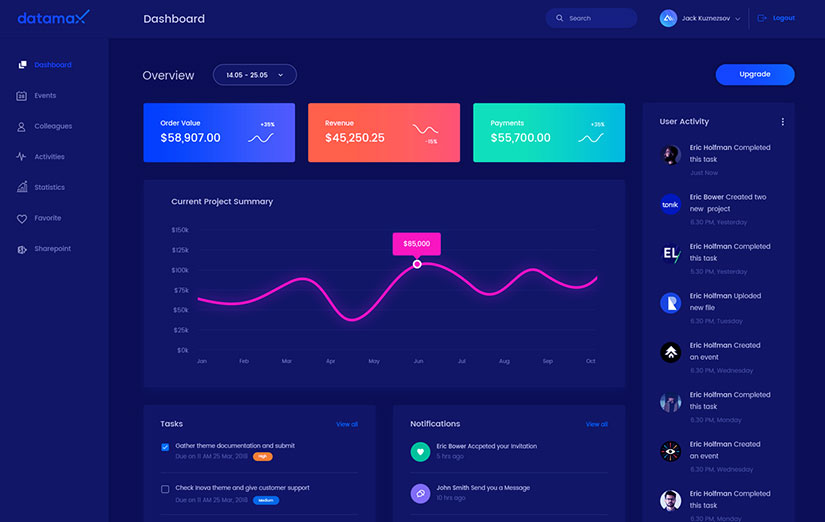 datamax
Dashboard
Search
Jack Kuznezsov
Logout
Dashboard
Events
Colleagues
Activities
Statistics
Favorite
Sharepoint
Overview
14.05 - 25.05
Upgrade
Order Value
+35%
$58,907.00
Revenue
$45,250.25
-15%
Payments
+35%
$55,700.00
Current Project Summary
$150k
$125k
$100k
$75k
$50k
$25k
$0k
$85,000
Jan Feb Mar Apr May Jun Jul Aug Sep Oct
User Activity
Eric Holfman Completed
this task
Just Now
tonik
Eric Bower Created two
new project
6.30 PM, Yesterday
EL
Eric Holfman Completed
this task
6.30 PM, Yesterday
Eric Holfman Uploded
new file
6.30 PM, Tuesday
Eric Holfman Created
an event
6.30 PM, Wednesday
Eric Holfman Completed
this task
6.30 PM, Monday
Eric Holfman Created
an event
6.30 PM, Wednesday
Eric Holfman Completed
this task
6.30 PM, Monday
Tasks
View all
Gather theme documentation and submit
Due on 11 AM 25 Mar, 2018
High
Check Inova theme and give customer support
Due on 11 AM 25 Mar, 2018
Medium
Notifications
View all
Eric Bower Accpeted your Invitation
5 hrs ago
John Smith Send you a Message
10 hrs ago